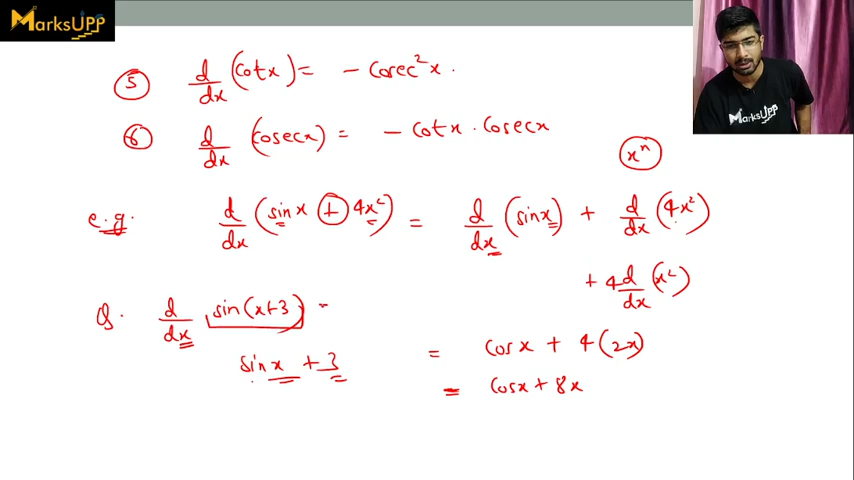 MarksUPP
⑤ d/dx (cotx) = - cosec²x.
MarksUPP
⑥ d/dx (cosecx) = - cotx . cosecx
xⁿ
e.g. d/dx (sinx + 4x²) = d/dx (sinx) + d/dx (4x²)
+ 4 d/dx (x²)
Q. d/dx sin(x+3) =
sinx + 3
= cosx + 4(2x)
= cosx + 8x